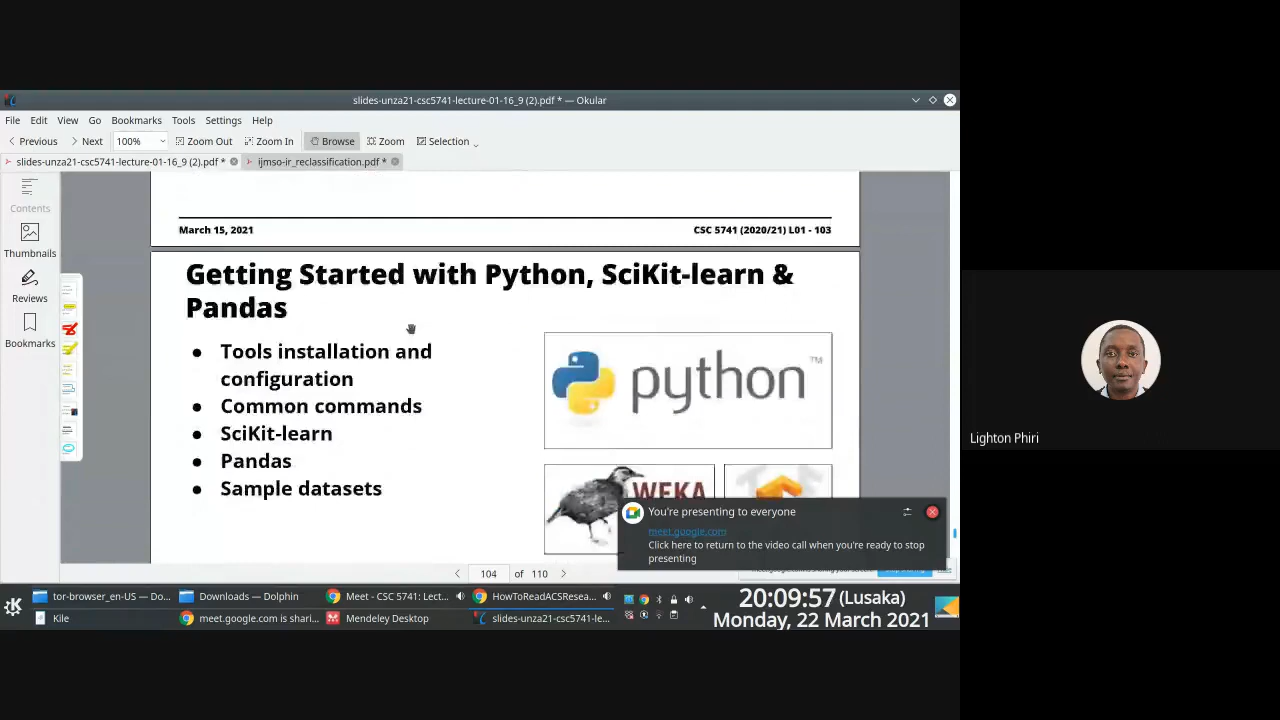 slides-unza21-csc5741-lecture-01-16_9 (2).pdf * — Okular
File Edit View Go Bookmarks Tools Settings Help
Previous Next 100% Zoom Out Zoom In Browse Zoom Selection
slides-unza21-csc5741-lecture-01-16_9 (2).pdf * ijmso-ir_reclassification.pdf *
Contents
Thumbnails
Reviews
Bookmarks
March 15, 2021 CSC 5741 (2020/21) L01 - 103
Getting Started with Python, SciKit-learn &
Pandas
● Tools installation and
configuration
● Common commands
● SciKit-learn
● Pandas
● Sample datasets
python™
WEKA
You're presenting to everyone
meet.google.com
Click here to return to the video call when you're ready to stop
presenting
104 of 110
tor-browser_en-US — Do... Downloads — Dolphin Meet - CSC 5741: Lect... HowToReadACSResea...
Kile meet.google.com is shari... Mendeley Desktop slides-unza21-csc5741-le...
20:09:57 (Lusaka)
Monday, 22 March 2021
Lighton Phiri